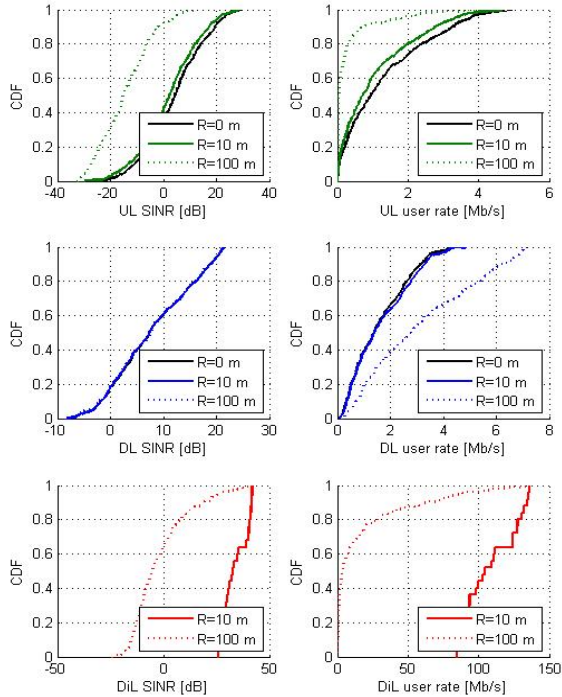 1
0.8
0.6
0.4
0.2
0
CDF
-40 -20 0 20 40
UL SINR [dB]
R=0 m
R=10 m
R=100 m
1
0.8
0.6
0.4
0.2
0
CDF
0 2 4 6
UL user rate [Mb/s]
R=0 m
R=10 m
R=100 m
1
0.8
0.6
0.4
0.2
0
CDF
-10 0 10 20 30
DL SINR [dB]
R=0 m
R=10 m
R=100 m
1
0.8
0.6
0.4
0.2
0
CDF
0 2 4 6 8
DL user rate [Mb/s]
R=0 m
R=10 m
R=100 m
1
0.8
0.6
0.4
0.2
0
CDF
-50 0 50
DiL SINR [dB]
R=10 m
R=100 m
1
0.8
0.6
0.4
0.2
0
CDF
0 50 100 150
DiL user rate [Mb/s]
R=10 m
R=100 m